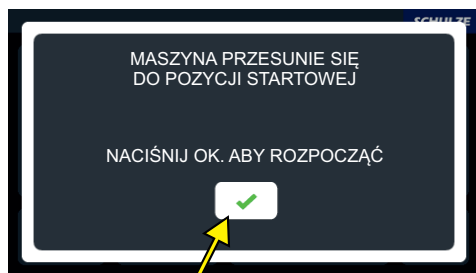 SCHULZE
MASZYNA PRZESUNIE SIĘ
DO POZYCJI STARTOWEJ
NACIŚNIJ OK. ABY ROZPOCZĄĆ